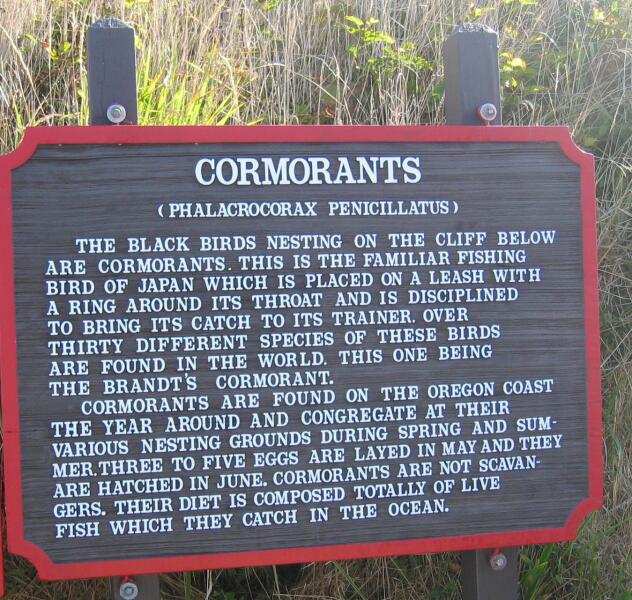 CORMORANTS
(PHALACROCORAX PENICILLATUS)
THE BLACK BIRDS NESTING ON THE CLIFF BELOW
ARE CORMORANTS. THIS IS THE FAMILIAR FISHING
BIRD OF JAPAN WHICH IS PLACED ON A LEASH WITH
A RING AROUND ITS THROAT AND IS DISCIPLINED
TO BRING ITS CATCH TO ITS TRAINER. OVER
THIRTY DIFFERENT SPECIES OF THESE BIRDS
ARE FOUND IN THE WORLD. THIS ONE BEING
THE BRANDT'S CORMORANT.
CORMORANTS ARE FOUND ON THE OREGON COAST
THE YEAR AROUND AND CONGREGATE AT THEIR
VARIOUS NESTING GROUNDS DURING SPRING AND SUM-
MER. THREE TO FIVE EGGS ARE LAYED IN MAY AND THEY
ARE HATCHED IN JUNE. CORMORANTS ARE NOT SCAVAN-
GERS. THEIR DIET IS COMPOSED TOTALLY OF LIVE
FISH WHICH THEY CATCH IN THE OCEAN.